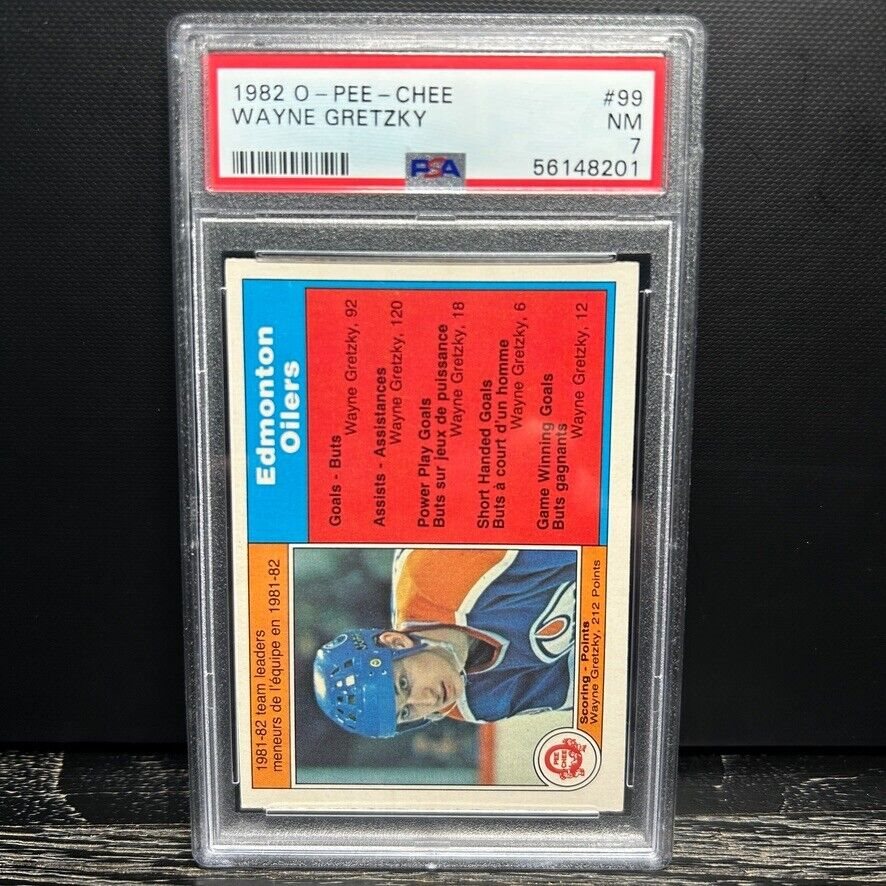 1982 O-PEE-CHEE #99
WAYNE GRETZKY NM
7
PSA 56148201
1981-82 team leaders
meneurs de l'équipe en 1981-82
Edmonton
Oilers
Goals - Buts
Wayne Gretzky, 92
Assists - Assistances
Wayne Gretzky, 120
Power Play Goals
Buts sur jeux de puissance
Wayne Gretzky, 18
Short Handed Goals
Buts à court d'un homme
Wayne Gretzky, 6
Game Winning Goals
Buts gagnants
Wayne Gretzky, 12
O
PEE
CHEE
Scoring - Points
Wayne Gretzky, 212 Points